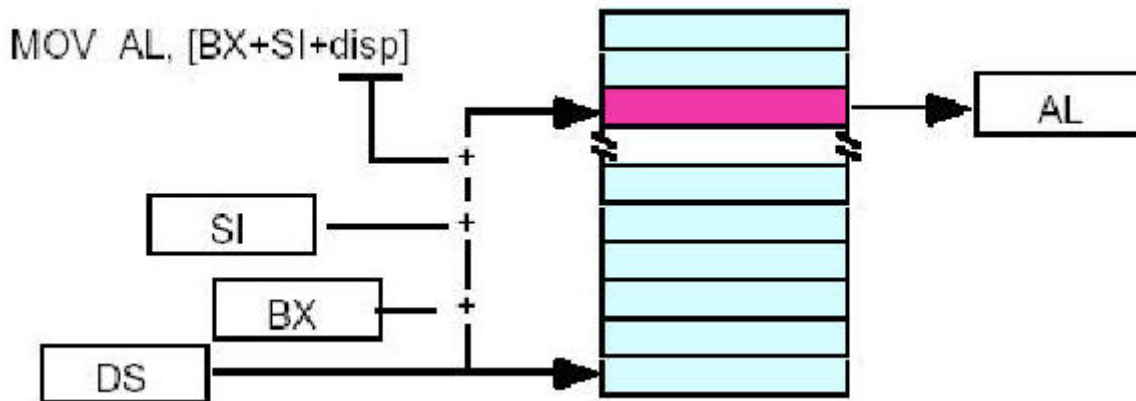 MOV AL, [BX+SI+disp]
AL
+
SI
+
BX
+
DS